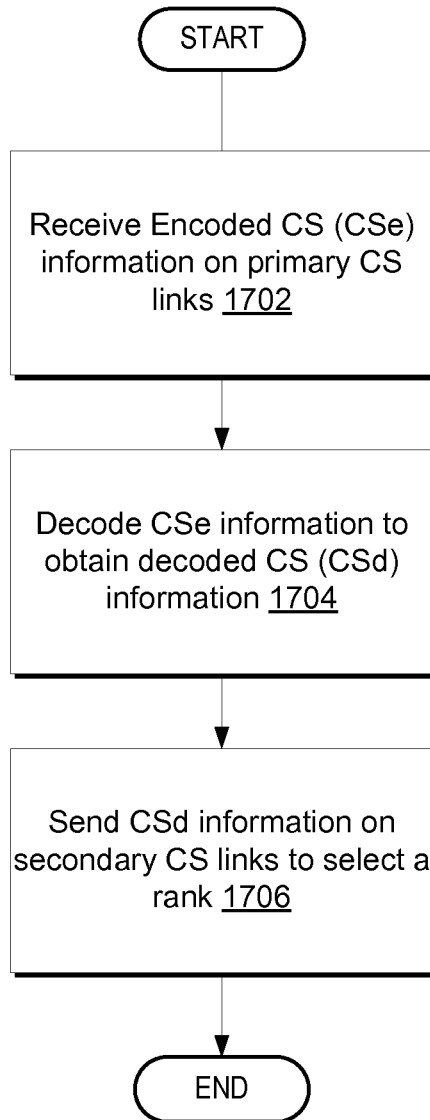 START
Receive Encoded CS (CSe)
information on primary CS
links 1702
Decode CSe information to
obtain decoded CS (CSd)
information 1704
Send CSd information on
secondary CS links to select a
rank 1706
END